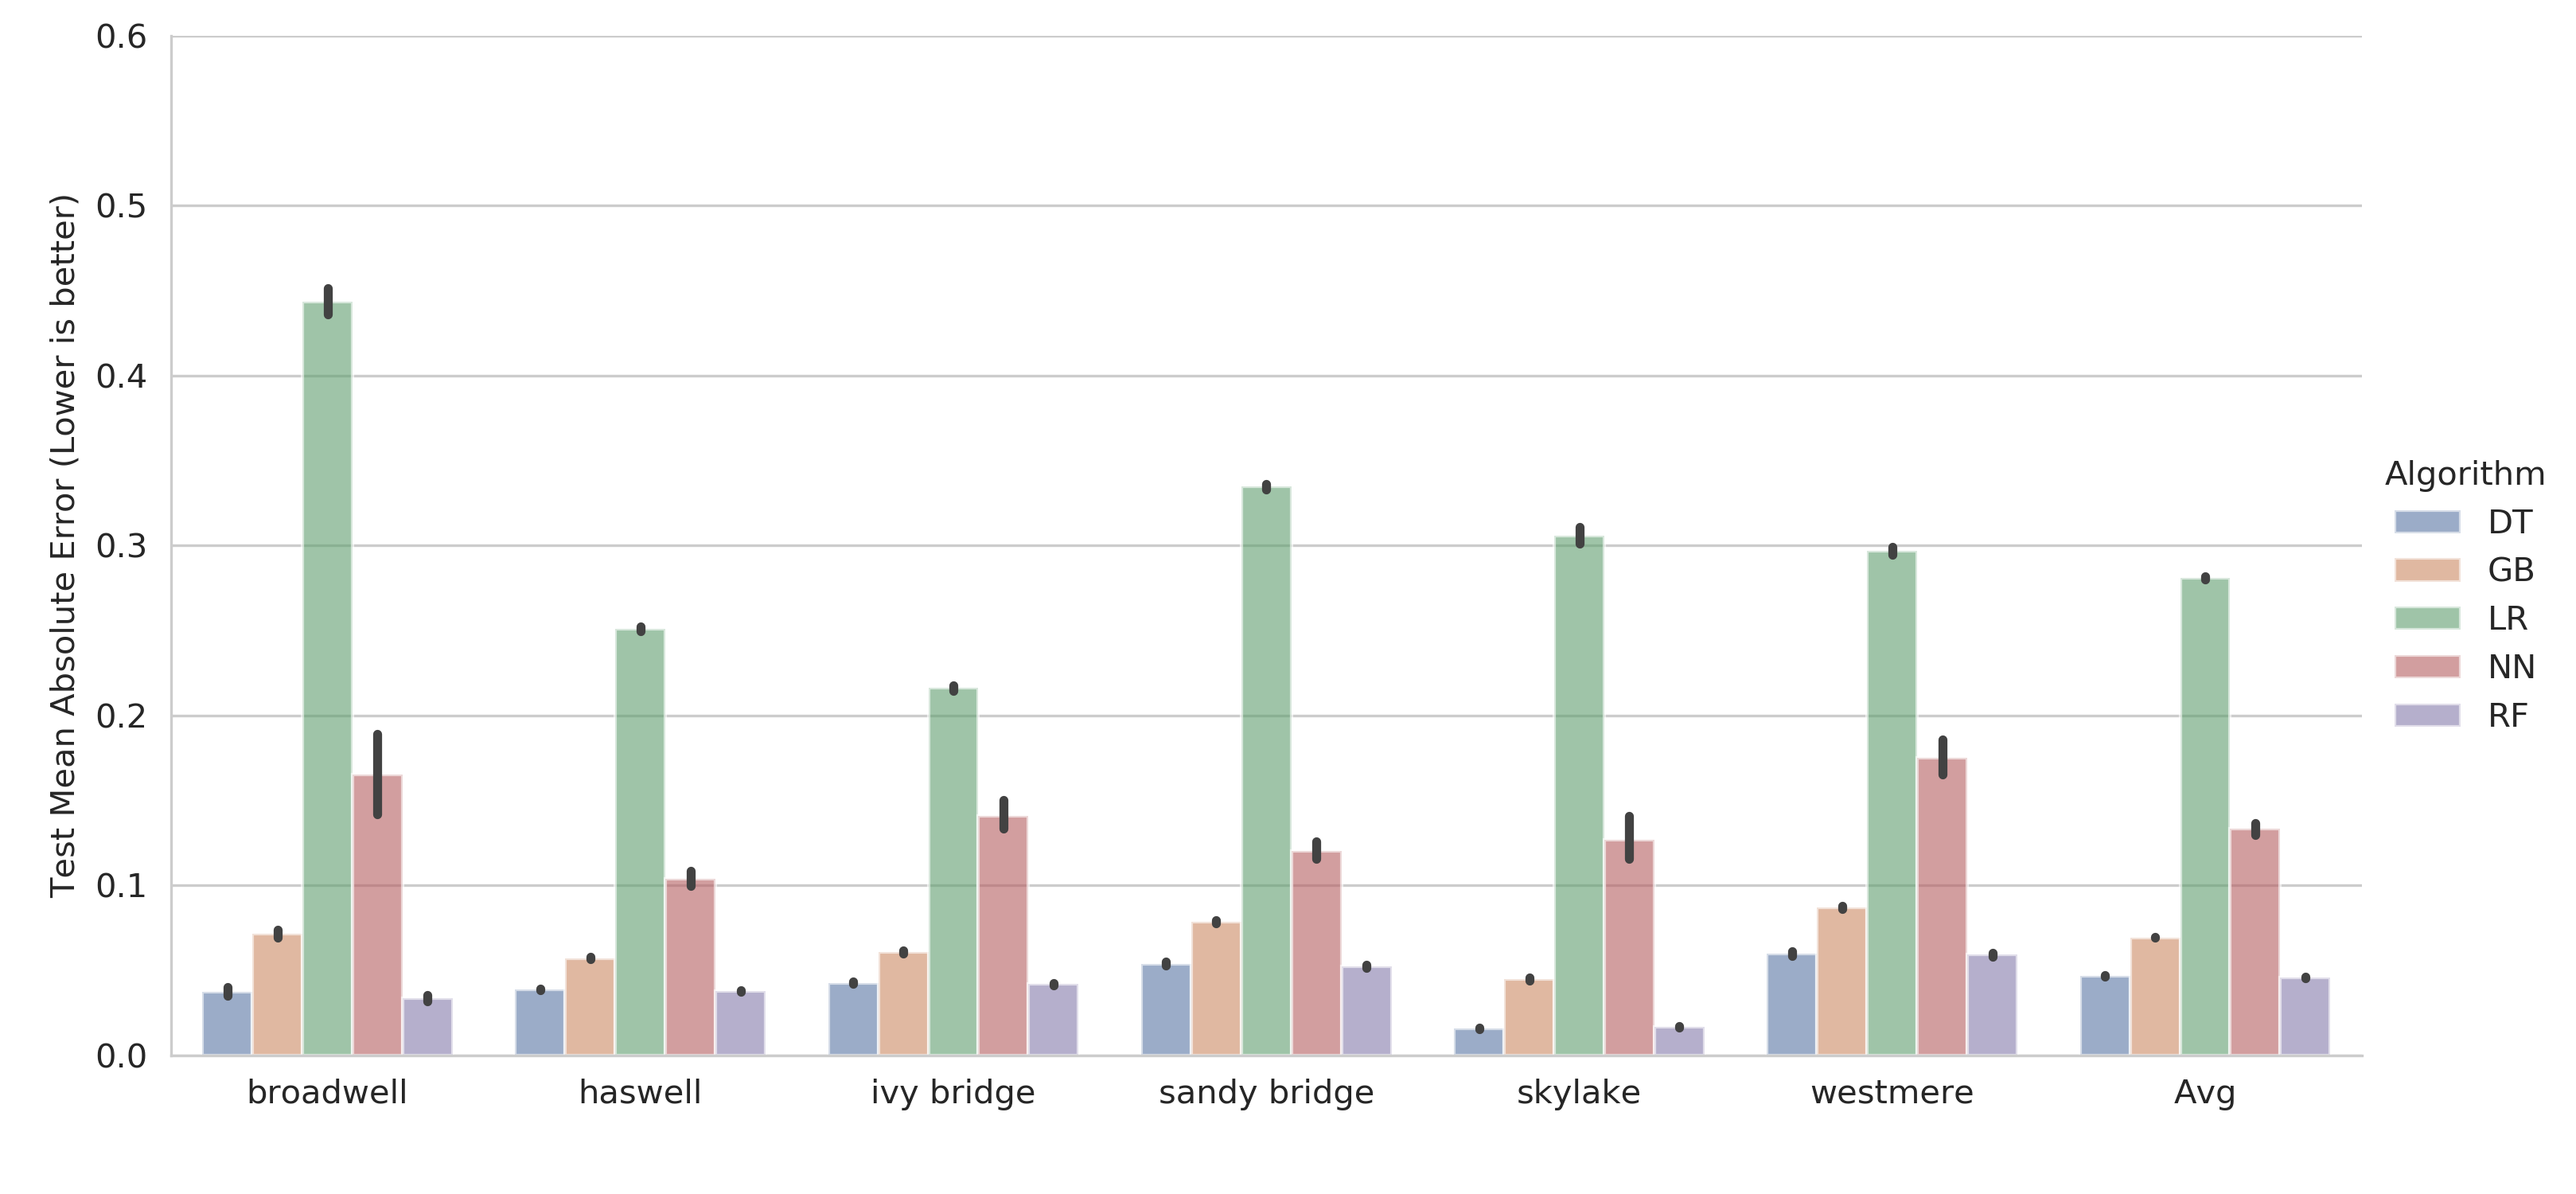 Test Mean Absolute Error (Lower is better)
0.6
0.5
0.4
0.3
0.2
0.1
0.0
broadwell
haswell
ivy bridge
sandy bridge
skylake
westmere
Avg
Algorithm
DT
GB
LR
NN
RF